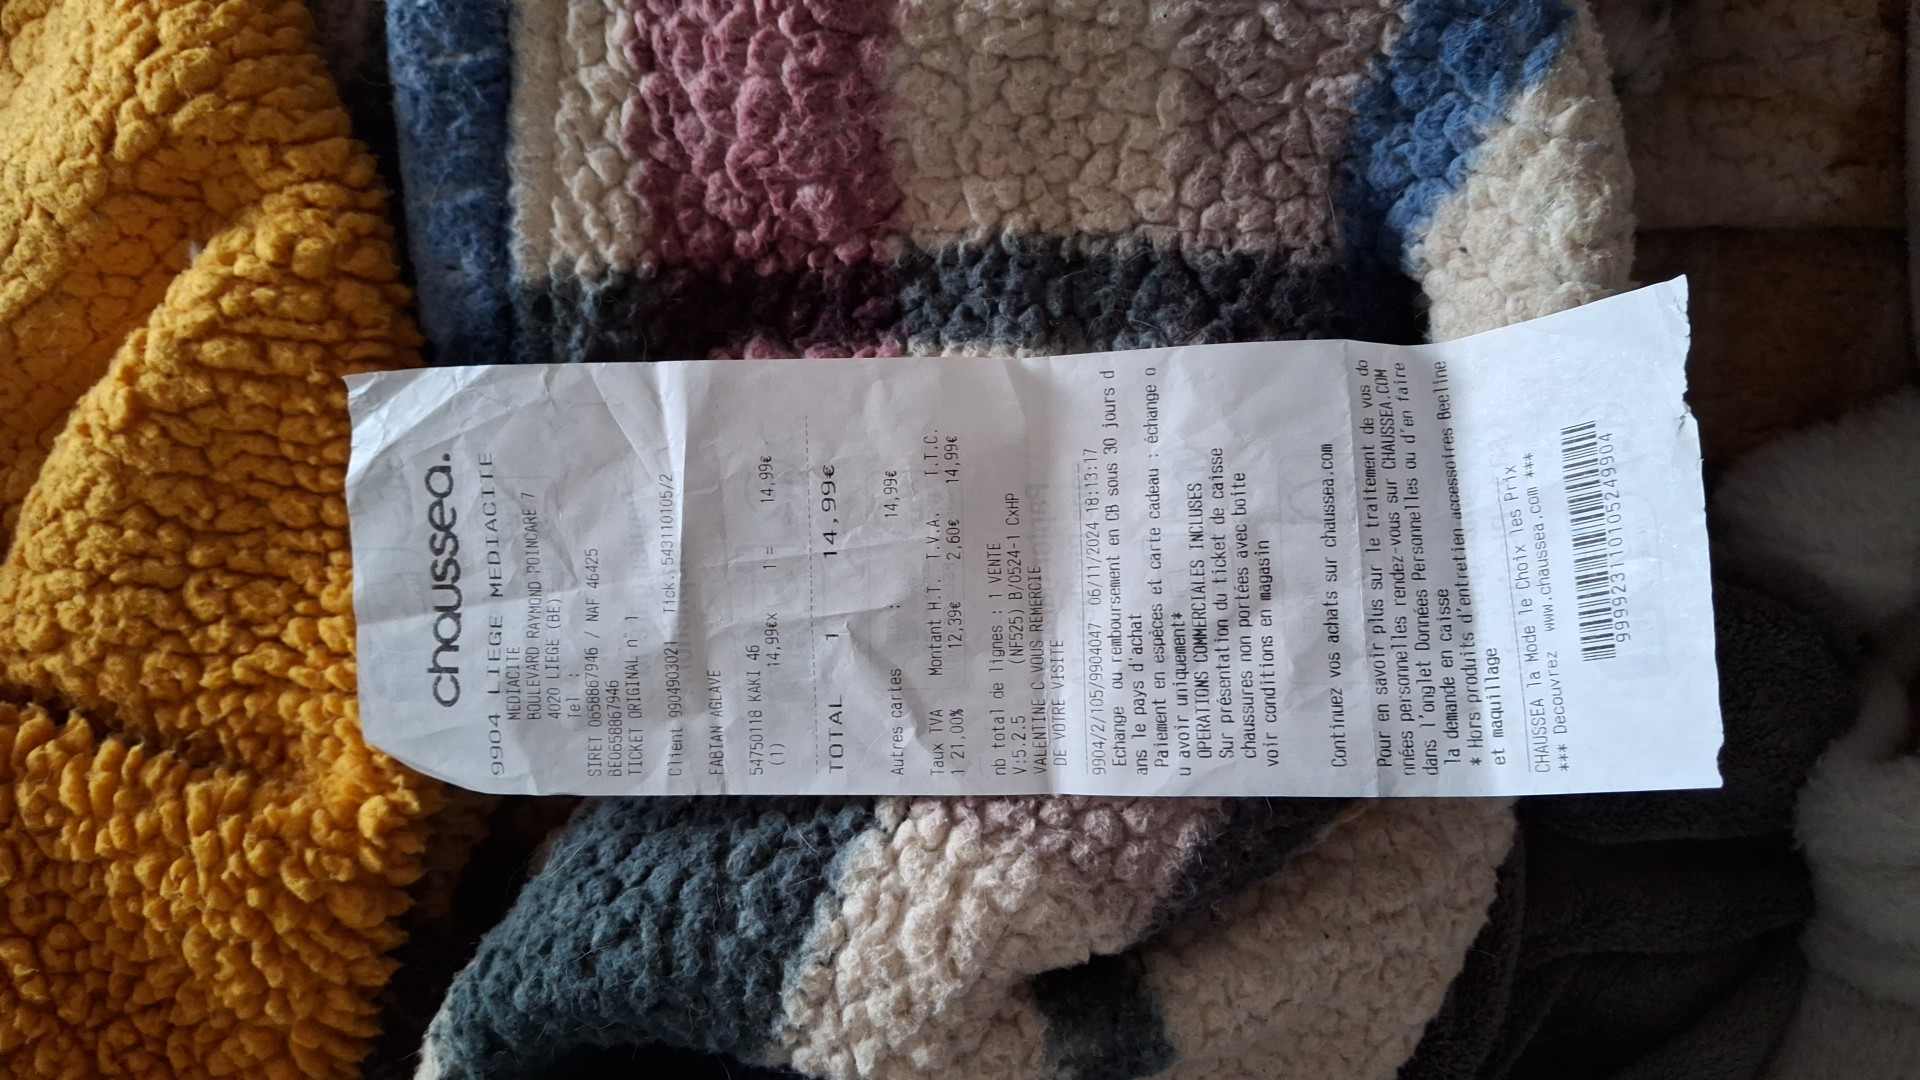 chaussea.
9904 LIEGE MEDIACITE
MEDIACITE
BOULEVARD RAYMOND POINCARE 7
4020 LIEGE (BE)
Tel :
SIRET 0658867946 / NAF 46425
BE0658867946
TICKET ORIGINAL n° 1
Client 9904903021 Tick. 543110105/2
FABIAN AGLAVE
54750118 KAKI 46
(1) 14,99€x 1 = 14,99€
TOTAL 1 14,99€
Autres cartes : 14,99€
Taux TVA Montant H.T. T.V.A. T.T.C.
1 21,00% 12,39€ 2,60€ 14,99€
nb total de lignes : 1 VENTE
V:5.2.5 (NF525) B/0524-1 CxHP
VALENTINE C VOUS REMERCIE
DE VOTRE VISITE
9904/2/105/9904047 06/11/2024 18:13:17
Echange ou remboursement en CB sous 30 jours d
ans le pays d'achat
Paiement en espèces et carte cadeau : échange o
u avoir uniquement*
OPERATIONS COMMERCIALES INCLUSES
Sur présentation du ticket de caisse
chaussures non portées avec boite
voir conditions en magasin
Continuez vos achats sur chaussea.com
Pour en savoir plus sur le traitement de vos do
nnées personnelles rendez-vous sur CHAUSSEA.COM
dans l'onglet Données Personnelles ou d'en faire
la demande en caisse
* Hors produits d'entretien accessoires Beeline
et maquillage
CHAUSSEA la Mode le Choix les Prix
*** Decouvrez www.chaussea.com ***
999923110105249904